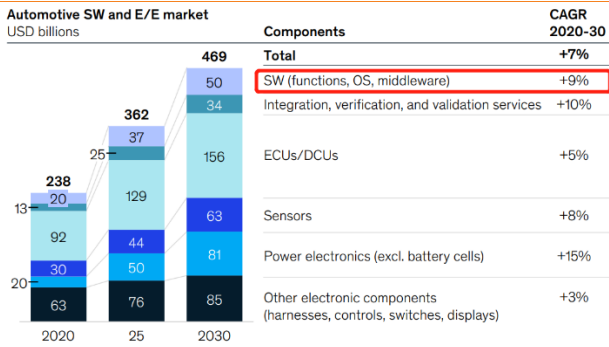 Automotive SW and E/E market
USD billions
Components
CAGR
2020-30
Total
+7%
SW (functions, OS, middleware)
+9%
Integration, verification, and validation services
+10%
ECUs/DCUs
+5%
Sensors
+8%
Power electronics (excl. battery cells)
+15%
Other electronic components
(harnesses, controls, switches, displays)
+3%
238
20
13
92
30
20
63
2020
362
37
25
129
44
50
76
25
469
50
34
156
63
81
85
2030